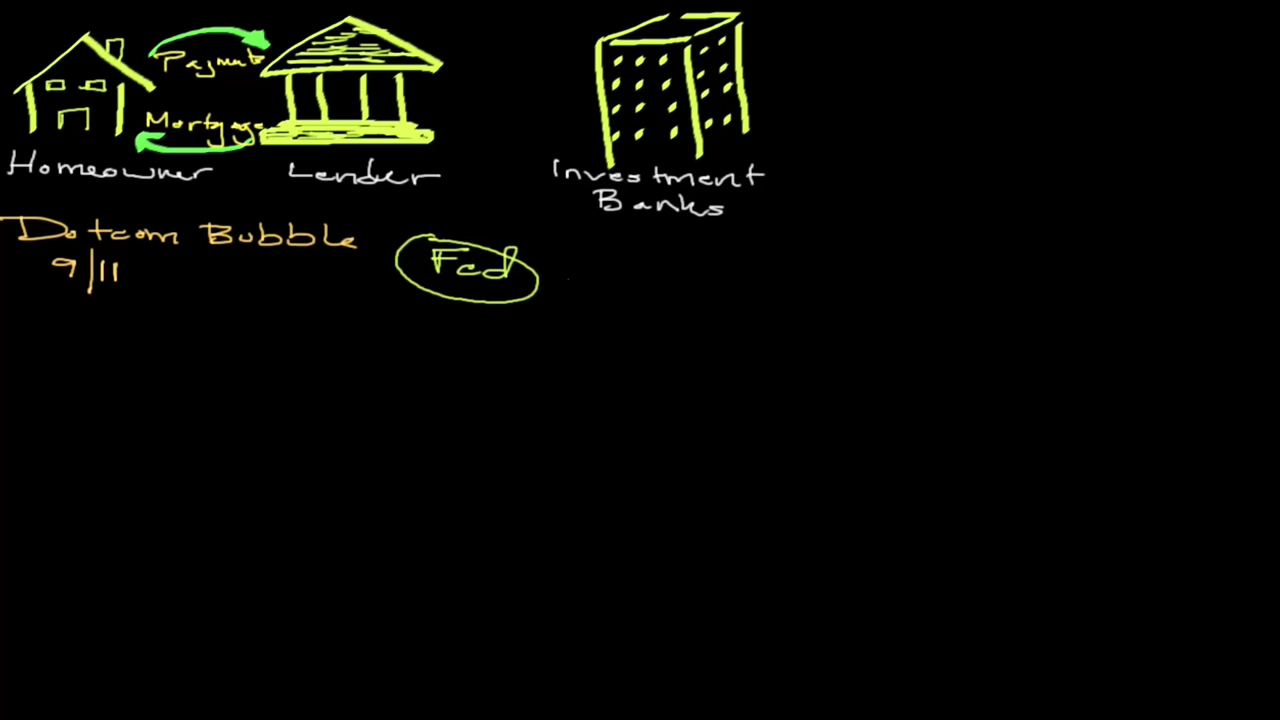 Payments
Mortgage
Homeowner
Lender
Investment
Banks
Dotcom Bubble
9/11
Fed